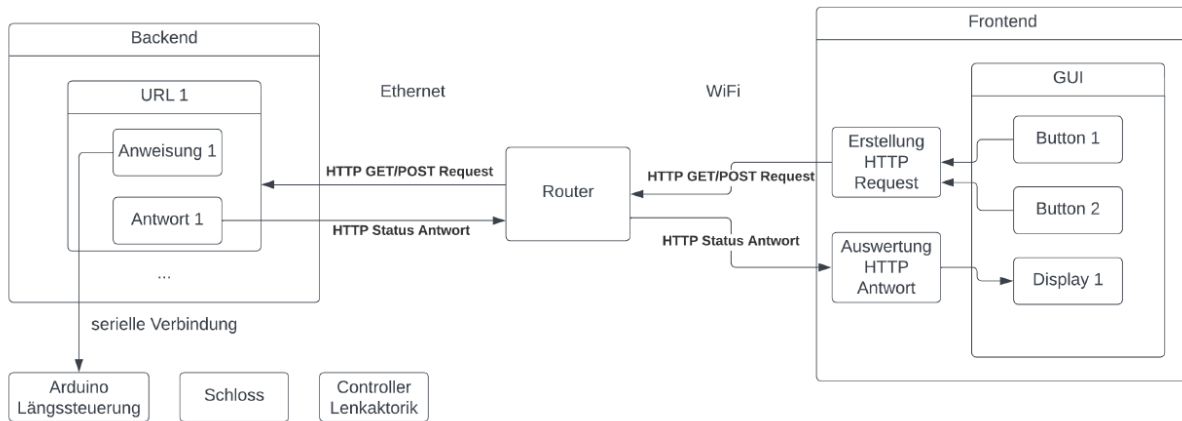 Backend
Frontend
URL 1
Ethernet
WiFi
GUI
Anweisung 1
Antwort 1
...
HTTP GET/POST Request
HTTP Status Antwort
Router
HTTP GET/POST Request
HTTP Status Antwort
Erstellung
HTTP
Request
Auswertung
HTTP
Antwort
Button 1
Button 2
Display 1
serielle Verbindung
Arduino
Längssteuerung
Schloss
Controller
Lenkaktorik